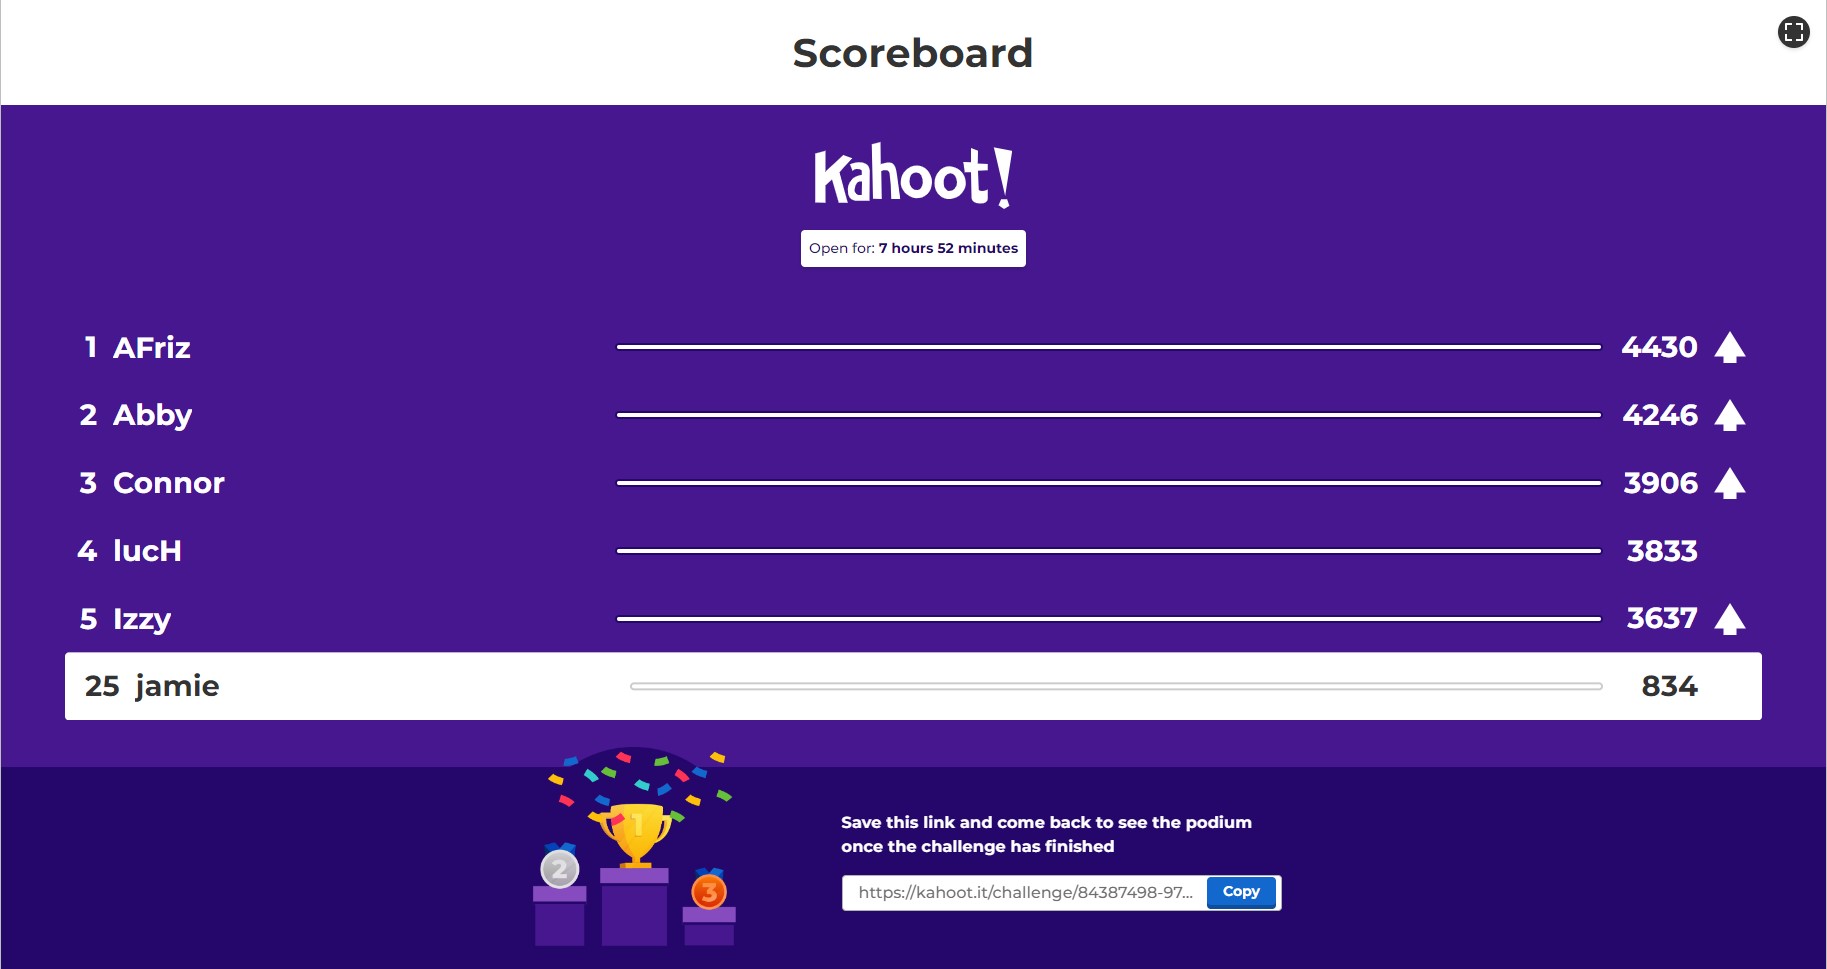 Scoreboard
Kahoot!
Open for: 7 hours 52 minutes
1 AFriz 4430
2 Abby 4246
3 Connor 3906
4 lucH 3833
5 Izzy 3637
25 jamie 834
1
2
3
Save this link and come back to see the podium
once the challenge has finished
https://kahoot.it/challenge/84387498-97... Copy